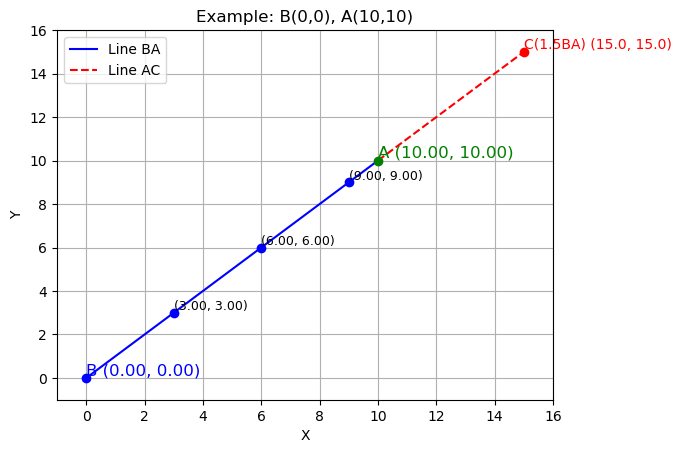 Example: B(0,0), A(10,10)
Line BA
Line AC
C(1.5BA) (15.0, 15.0)
A (10.00, 10.00)
(9.00, 9.00)
(6.00, 6.00)
(3.00, 3.00)
B (0.00, 0.00)
16
14
12
10
8
6
4
2
0
Y
0 2 4 6 8 10 12 14 16
X